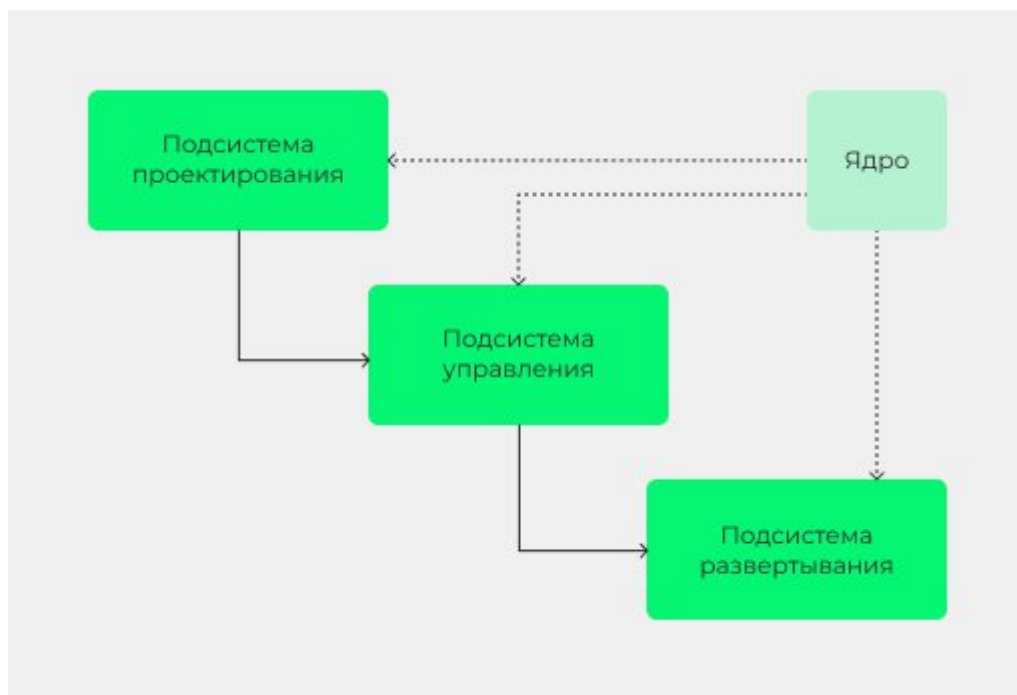 Подсистема
проектирования
Ядро
Подсистема
управления
Подсистема
развертывания